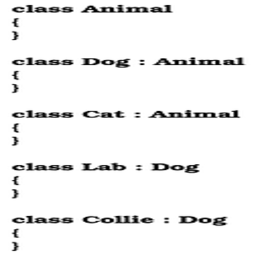 class Animal
{
}
class Dog : Animal
{
}
class Cat : Animal
{
}
class Lab : Dog
{
}
class Collie : Dog
{
}